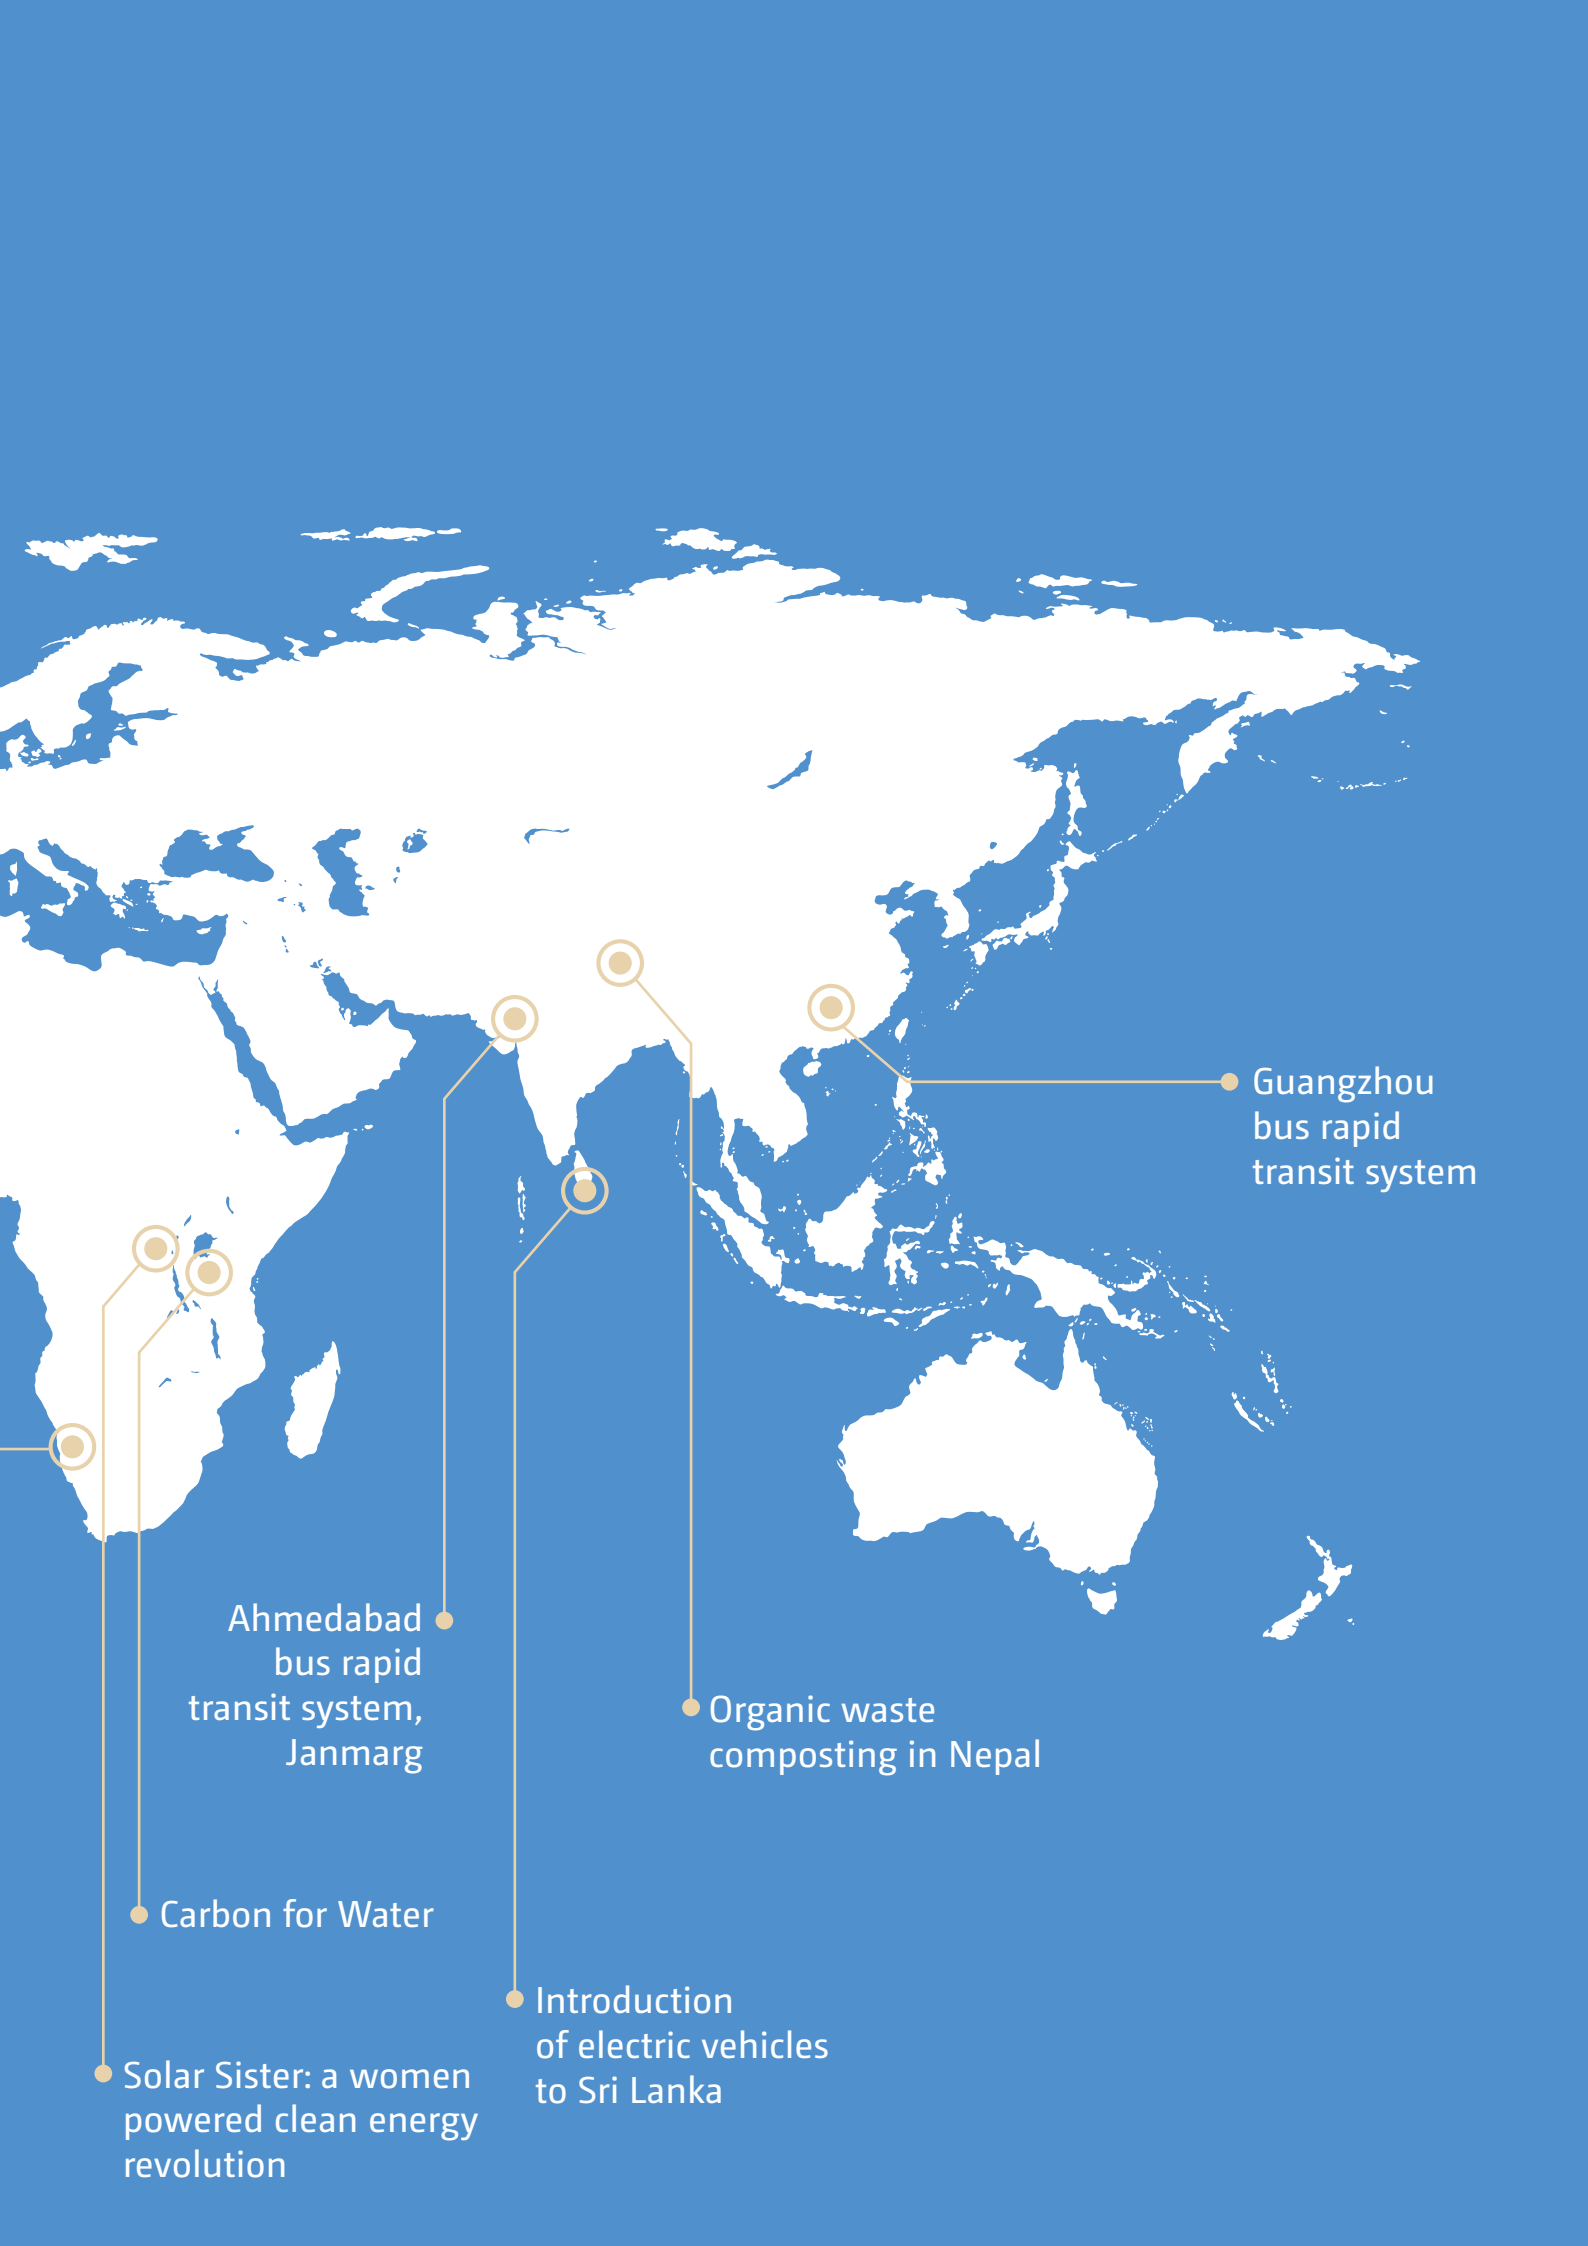 Guangzhou
bus rapid
transit system
Ahmedabad
bus rapid
transit system,
Janmarg
Organic waste
composting in Nepal
Carbon for Water
Introduction
of electric vehicles
to Sri Lanka
Solar Sister: a women
powered clean energy
revolution